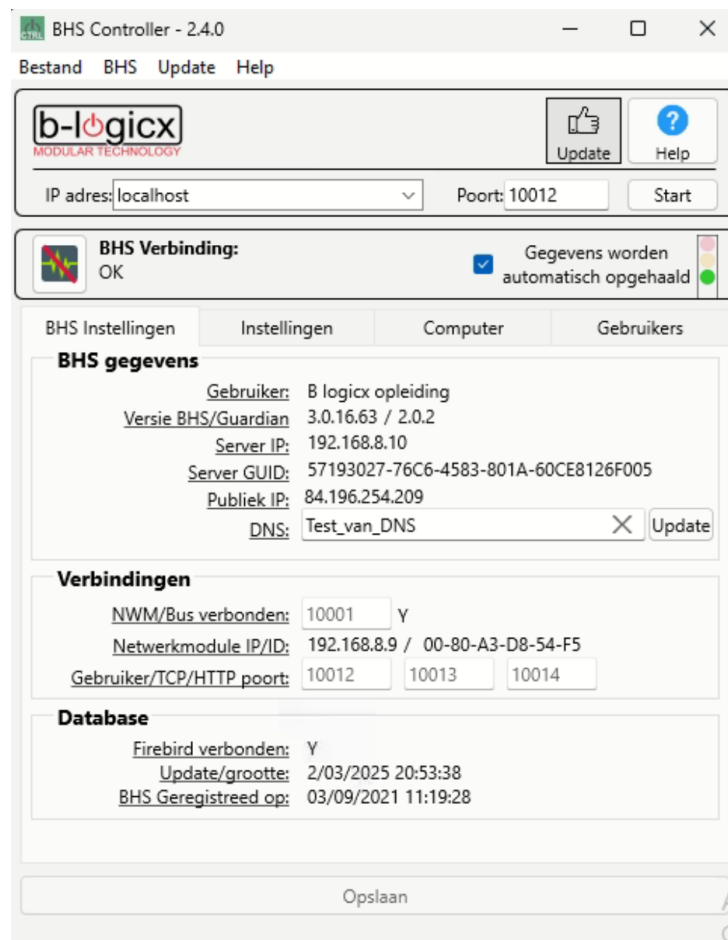 CTRL BHS Controller - 2.4.0
Bestand BHS Update Help
b-logicx
MODULAR TECHNOLOGY
Update Help
IP adres: localhost Poort: 10012 Start
BHS Verbinding:
OK
Gegevens worden
automatisch opgehaald
BHS Instellingen Instellingen Computer Gebruikers
BHS gegevens
Gebruiker: B logicx opleiding
Versie BHS/Guardian 3.0.16.63 / 2.0.2
Server IP: 192.168.8.10
Server GUID: 57193027-76C6-4583-801A-60CE8126F005
Publiek IP: 84.196.254.209
DNS: Test_van_DNS Update
Verbindingen
NWM/Bus verbonden: 10001 Y
Netwerkmodule IP/ID: 192.168.8.9 / 00-80-A3-D8-54-F5
Gebruiker/TCP/HTTP poort: 10012 10013 10014
Database
Firebird verbonden: Y
Update/grootte: 2/03/2025 20:53:38
BHS Geregistreed op: 03/09/2021 11:19:28
Opslaan